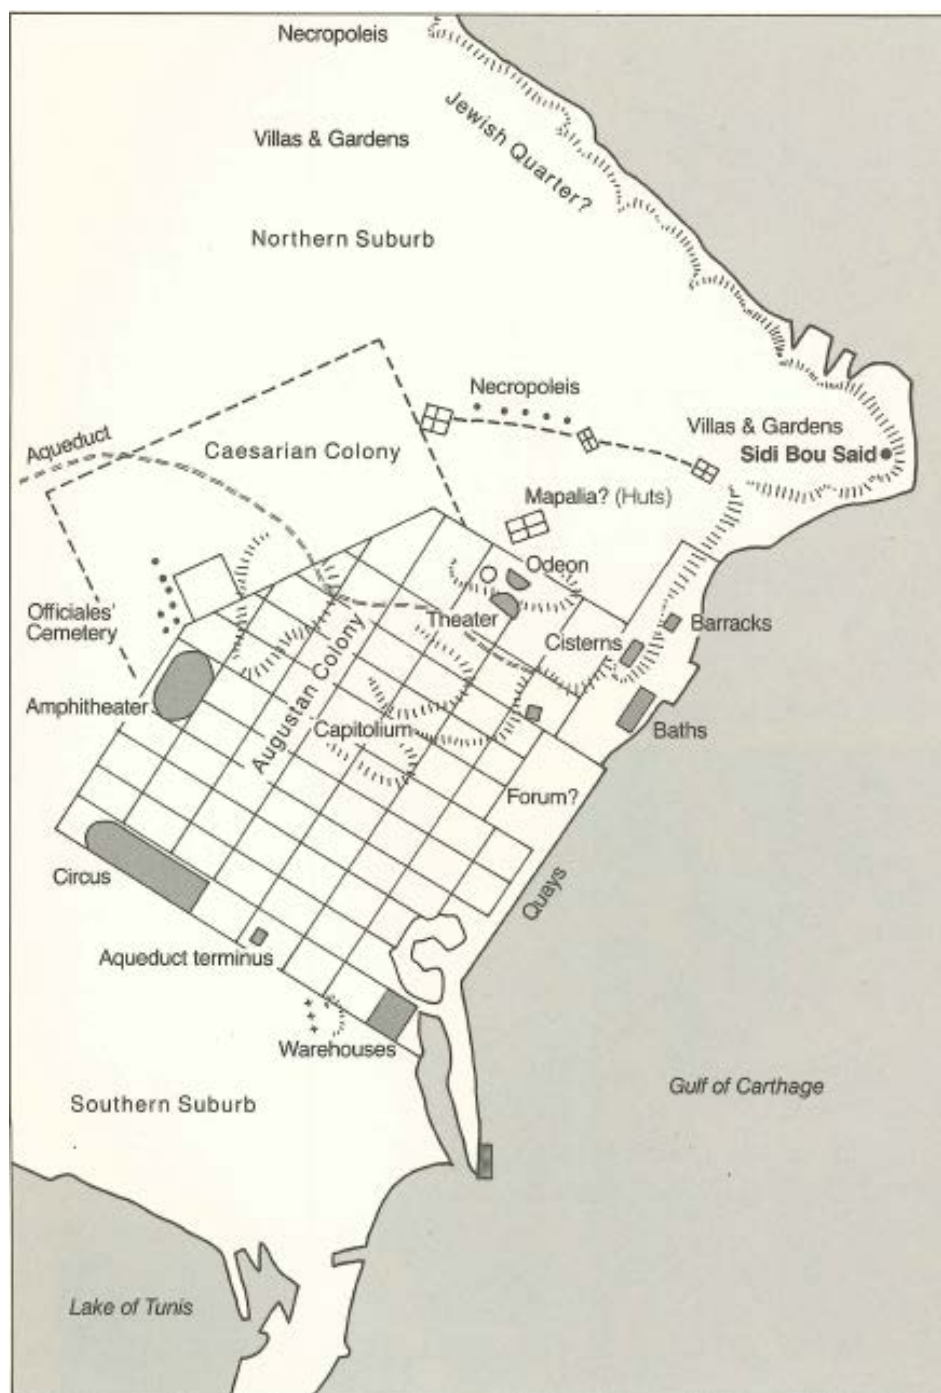 Necropoleis
Jewish Quarter?
Villas & Gardens
Northern Suburb
Necropoleis
Villas & Gardens
Sidi Bou Said
Aqueduct
Caesarian Colony
Mapalia? (Huts)
Odeon
Officiales'
Cemetery
Theater
Cisterns
Barracks
Amphitheater
Augustan Colony
Capitolium
Baths
Forum?
Circus
Quays
Aqueduct terminus
Warehouses
Gulf of Carthage
Southern Suburb
Lake of Tunis